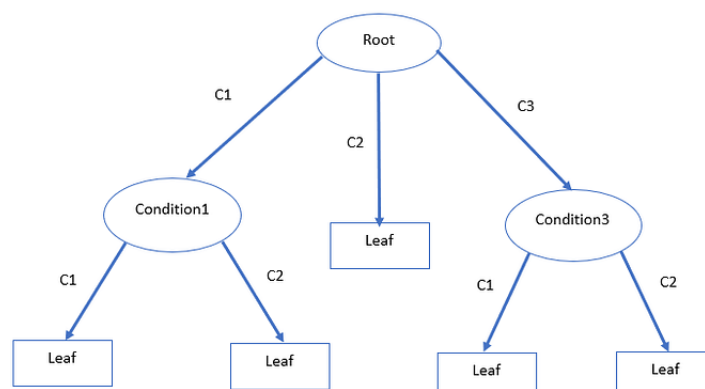 Root
C1
C2
C3
Condition1
Leaf
Condition3
C1
C2
C1
C2
Leaf
Leaf
Leaf
Leaf